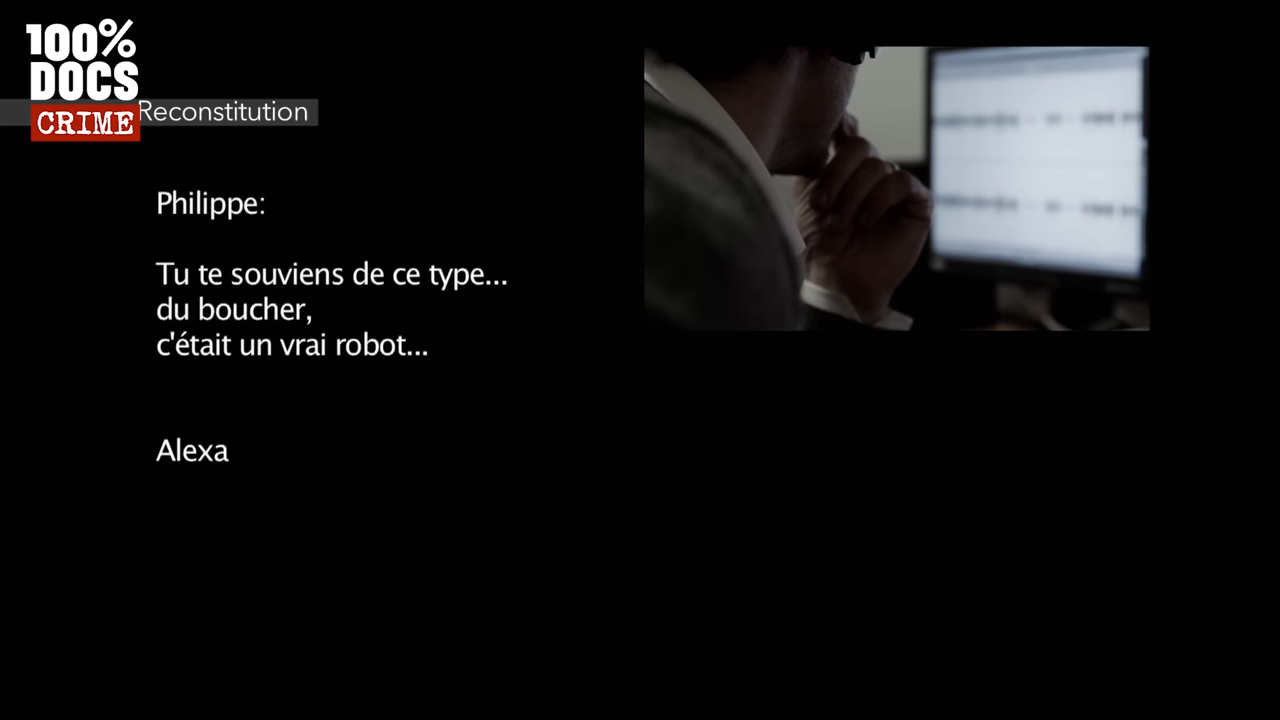 100%
DOCS
CRIME
Reconstitution
Philippe:
Tu te souviens de ce type...
du boucher,
c'était un vrai robot...
Alexa